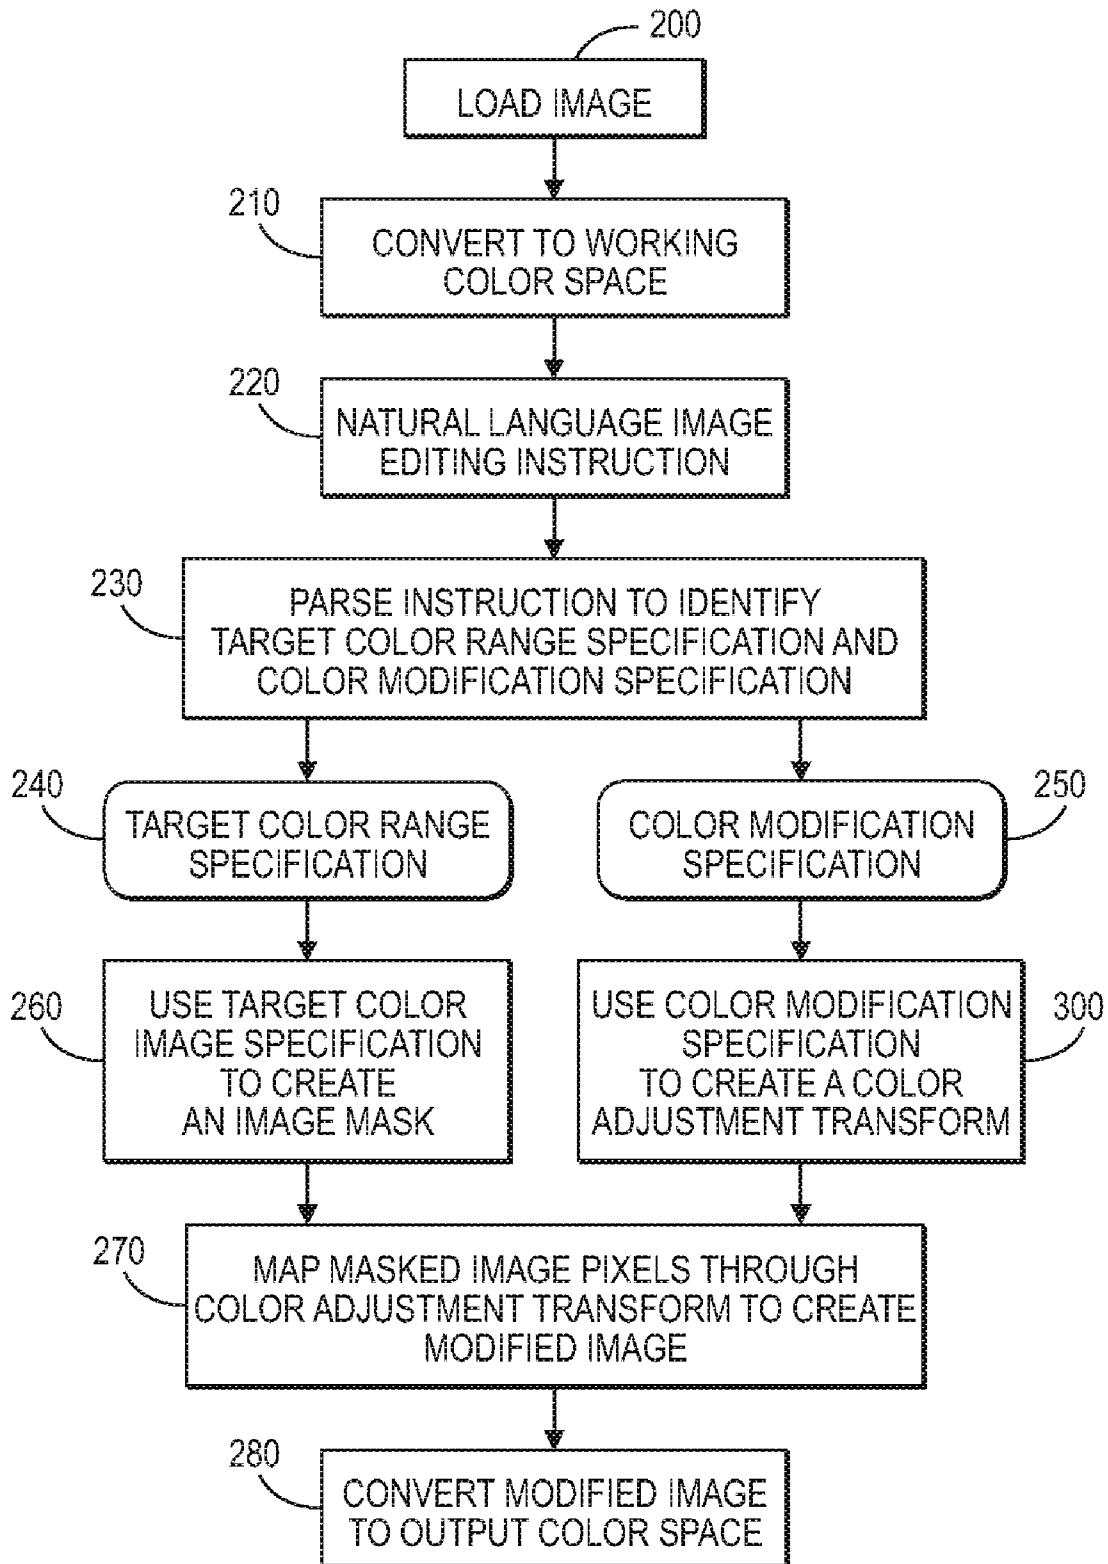 200
LOAD IMAGE
210
CONVERT TO WORKING
COLOR SPACE
220
NATURAL LANGUAGE IMAGE
EDITING INSTRUCTION
230
PARSE INSTRUCTION TO IDENTIFY
TARGET COLOR RANGE SPECIFICATION AND
COLOR MODIFICATION SPECIFICATION
240
TARGET COLOR RANGE
SPECIFICATION
250
COLOR MODIFICATION
SPECIFICATION
260
USE TARGET COLOR
IMAGE SPECIFICATION
TO CREATE
AN IMAGE MASK
300
USE COLOR MODIFICATION
SPECIFICATION
TO CREATE A COLOR
ADJUSTMENT TRANSFORM
270
MAP MASKED IMAGE PIXELS THROUGH
COLOR ADJUSTMENT TRANSFORM TO CREATE
MODIFIED IMAGE
280
CONVERT MODIFIED IMAGE
TO OUTPUT COLOR SPACE